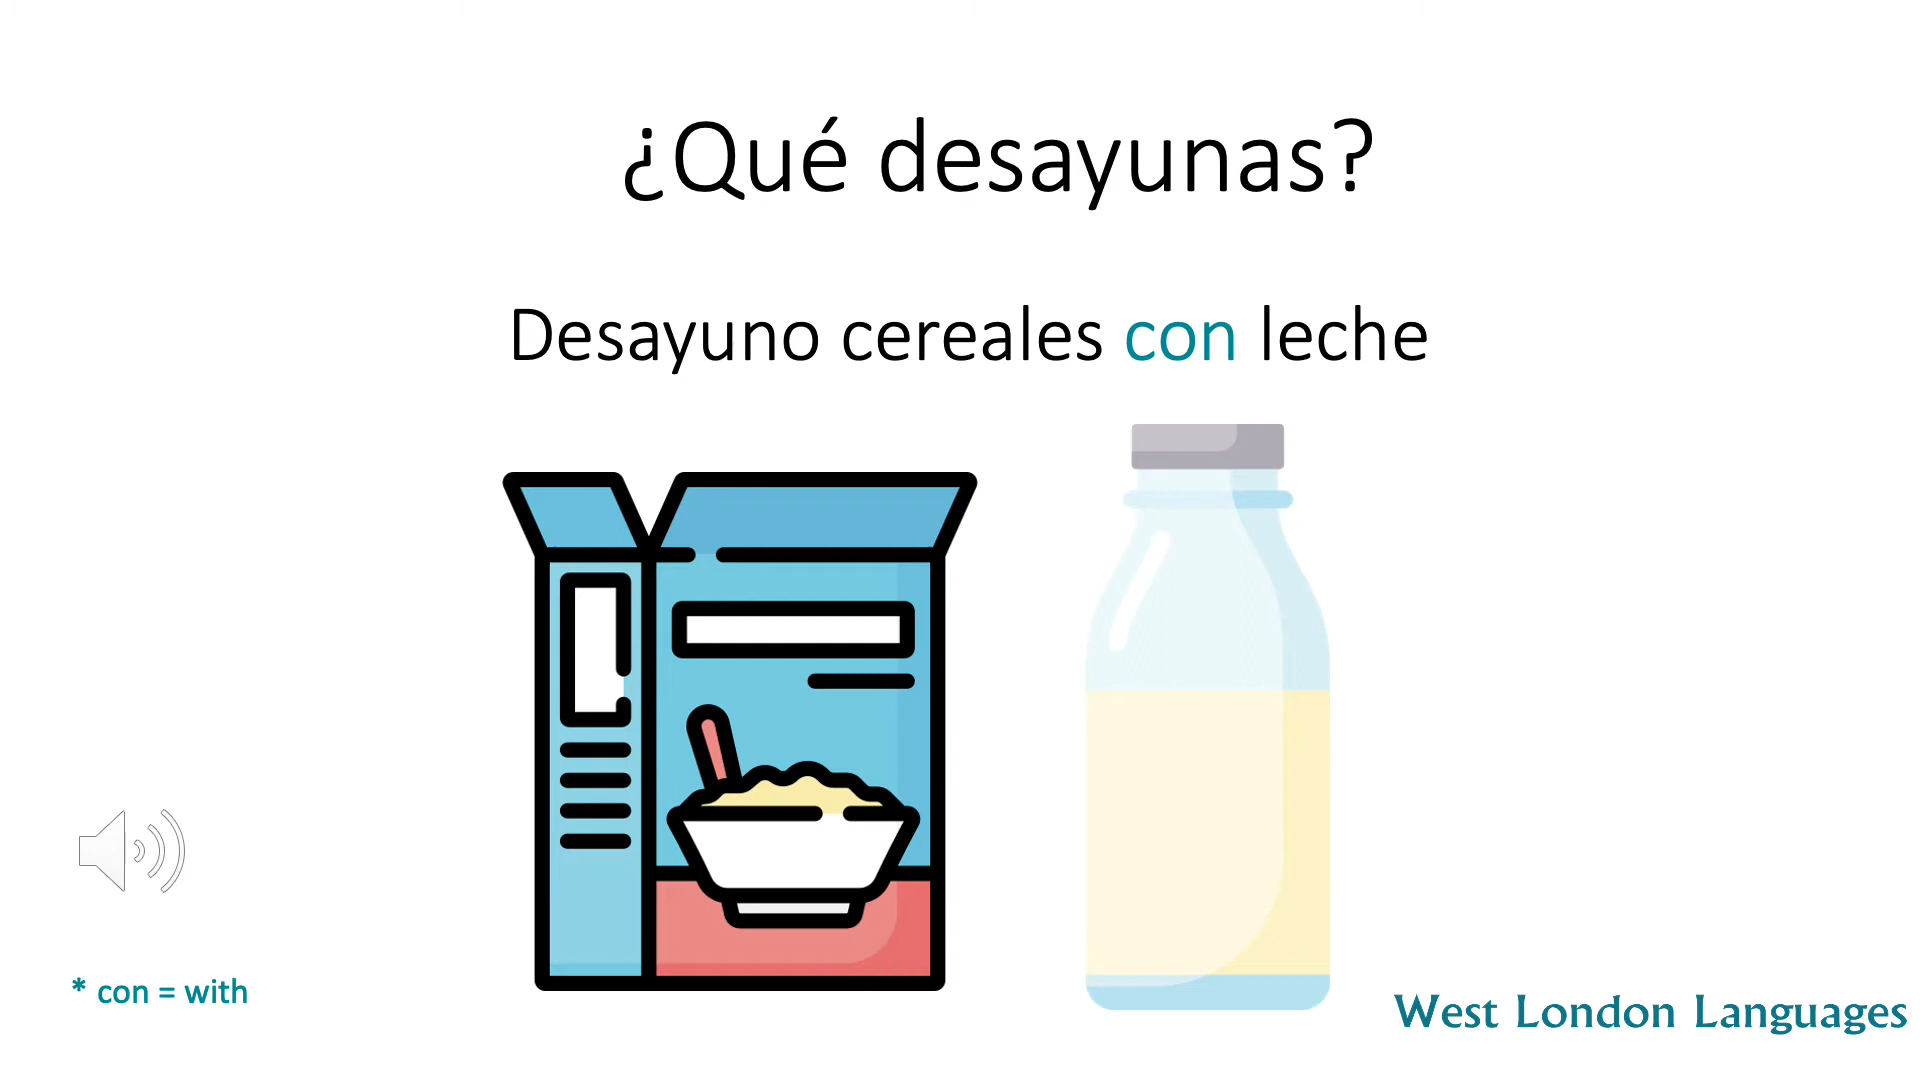 ¿Qué desayunas?
Desayuno cereales con leche
* con = with
West London Languages